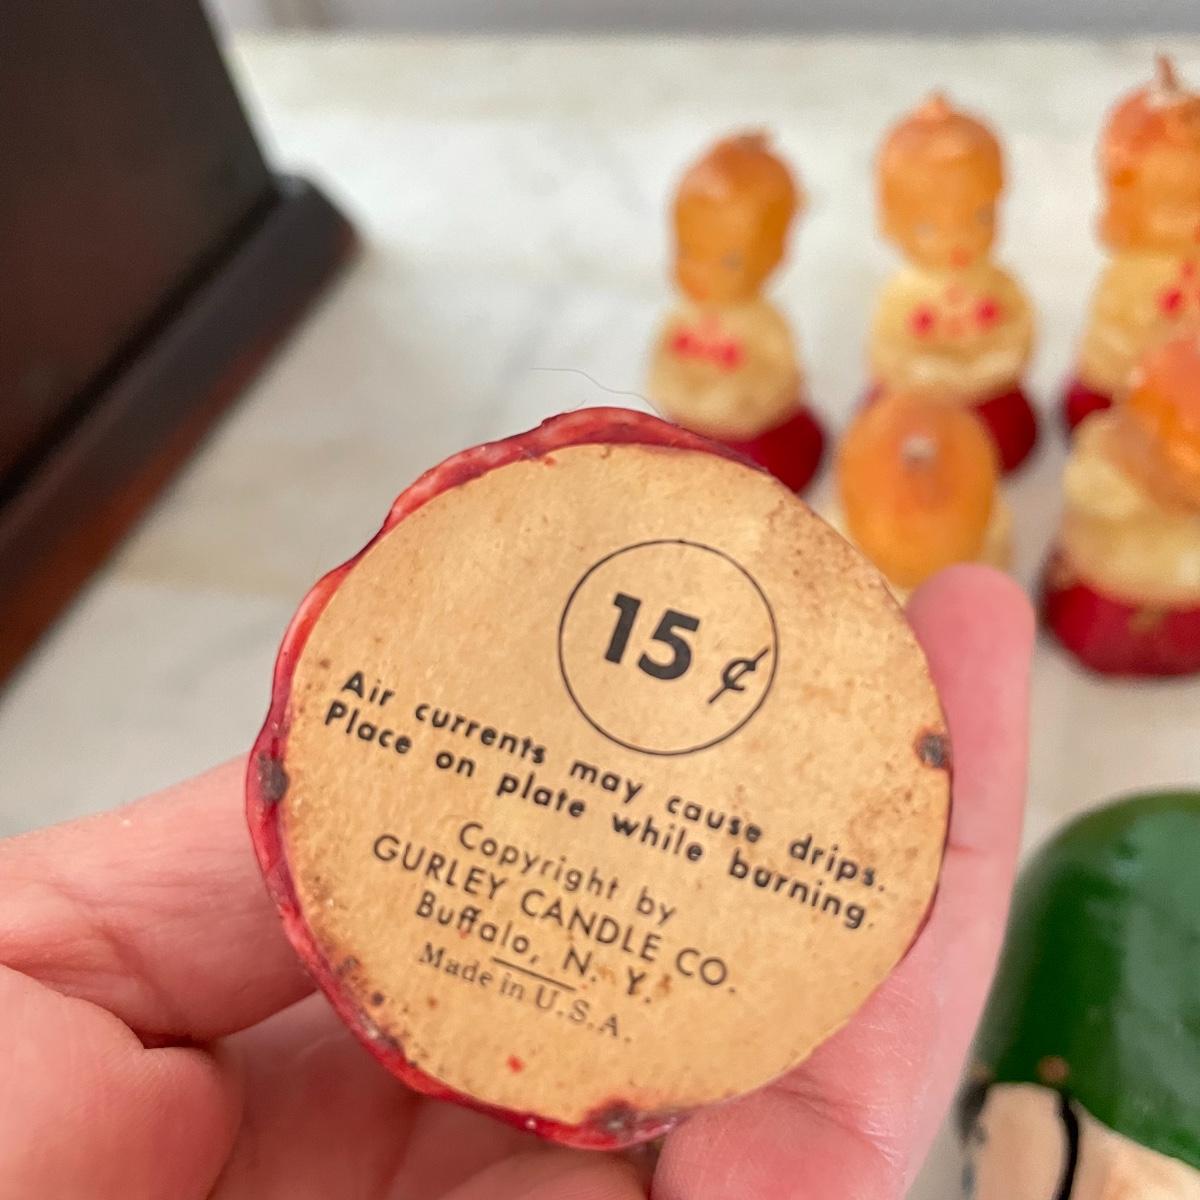 15 ¢
Air currents may cause drips.
Place on plate while burning.
Copyright by
GURLEY CANDLE CO.
Buffalo, N. Y.
Made in U.S.A.